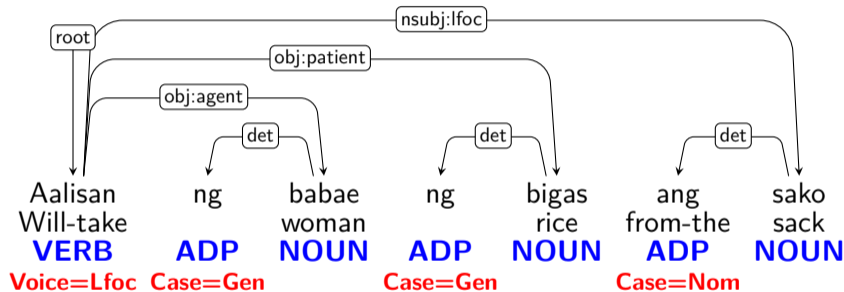 nsubj:lfoc
root
obj:patient
obj:agent
det det det
Aalisan ng babae ng bigas ang sako
Will-take woman rice from-the sack
VERB ADP NOUN ADP NOUN ADP NOUN
Voice=Lfoc Case=Gen Case=Gen Case=Nom